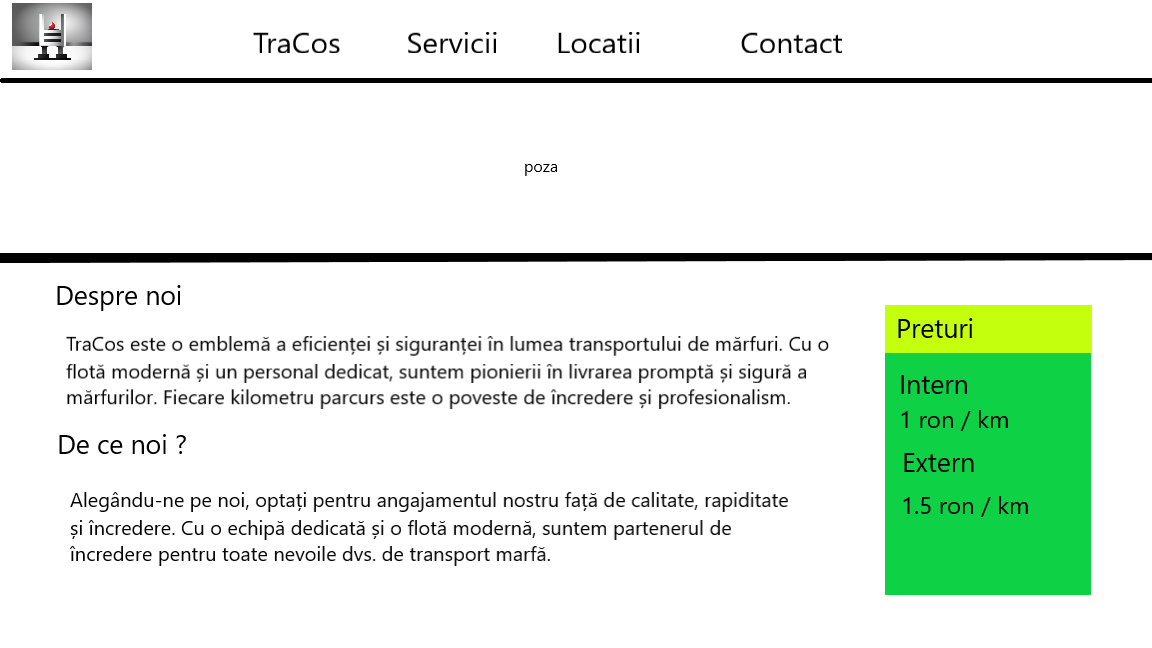 TraCos Servicii Locatii Contact
poza
Despre noi
TraCos este o emblemă a eficienței și siguranței în lumea transportului de mărfuri. Cu o
flotă modernă și un personal dedicat, suntem pionierii în livrarea promptă și sigură a
mărfurilor. Fiecare kilometru parcurs este o poveste de încredere și profesionalism.
De ce noi ?
Alegându-ne pe noi, optați pentru angajamentul nostru față de calitate, rapiditate
și încredere. Cu o echipă dedicată și o flotă modernă, suntem partenerul de
încredere pentru toate nevoile dvs. de transport marfă.
Preturi
Intern
1 ron / km
Extern
1.5 ron / km